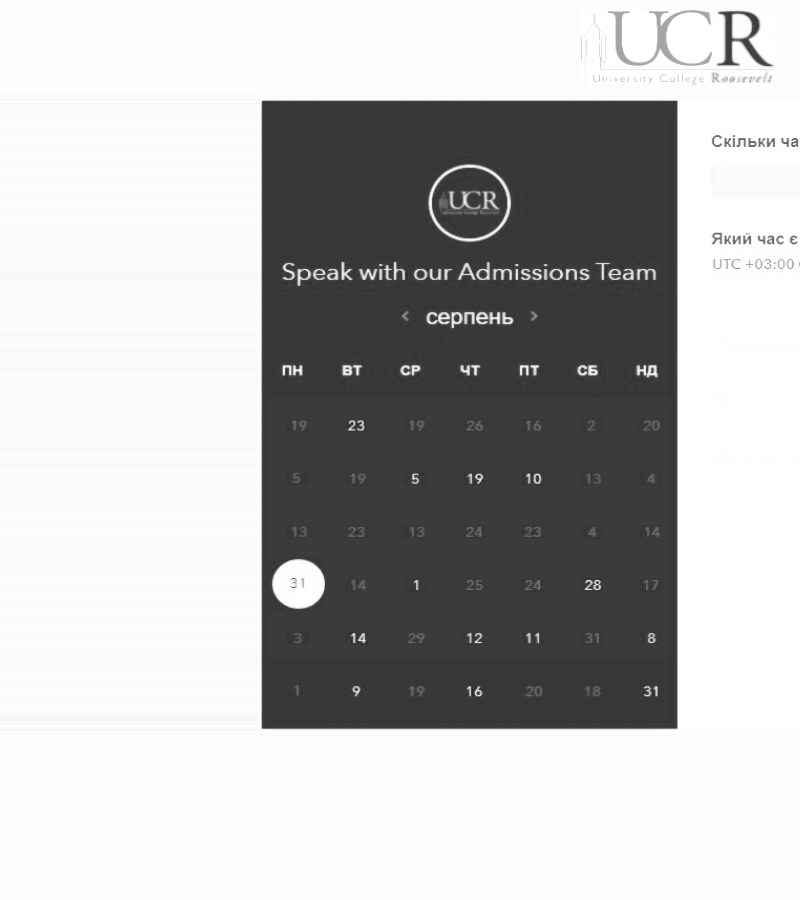 UCR
University College Roosevelt
Скільки ча
UCR
University College Roosevelt
Speak with our Admissions Team
Який час є
UTC +03:00
< серпень >
ПН ВТ СР ЧТ ПТ СБ НД
19 23 19 26 16 2 20
5 19 5 19 10 13 4
13 23 13 24 23 4 14
31 14 1 25 24 28 17
3 14 29 12 11 31 8
1 9 19 16 20 18 31